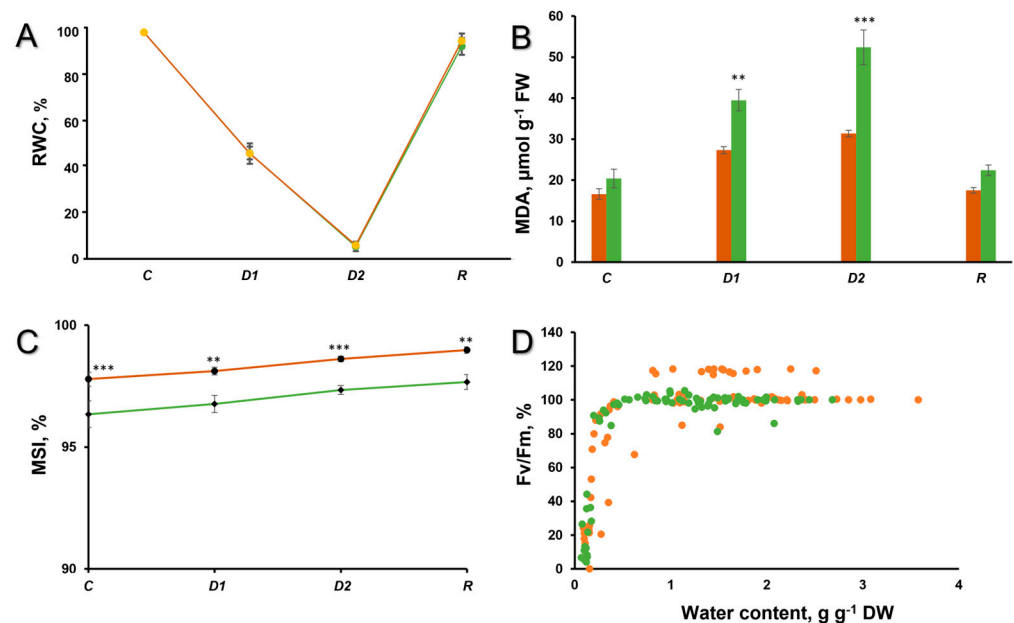 A
RWC, %
100
80
60
40
20
0
C D1 D2 R
B
MDA, µmol g⁻¹ FW
60
50
40
30
20
10
0
** ***
C D1 D2 R
C
MSI, %
100
95
90
*** ** *** **
C D1 D2 R
D
Fv/Fm, %
140
120
100
80
60
40
20
0
0 1 2 3 4
Water content, g g⁻¹ DW